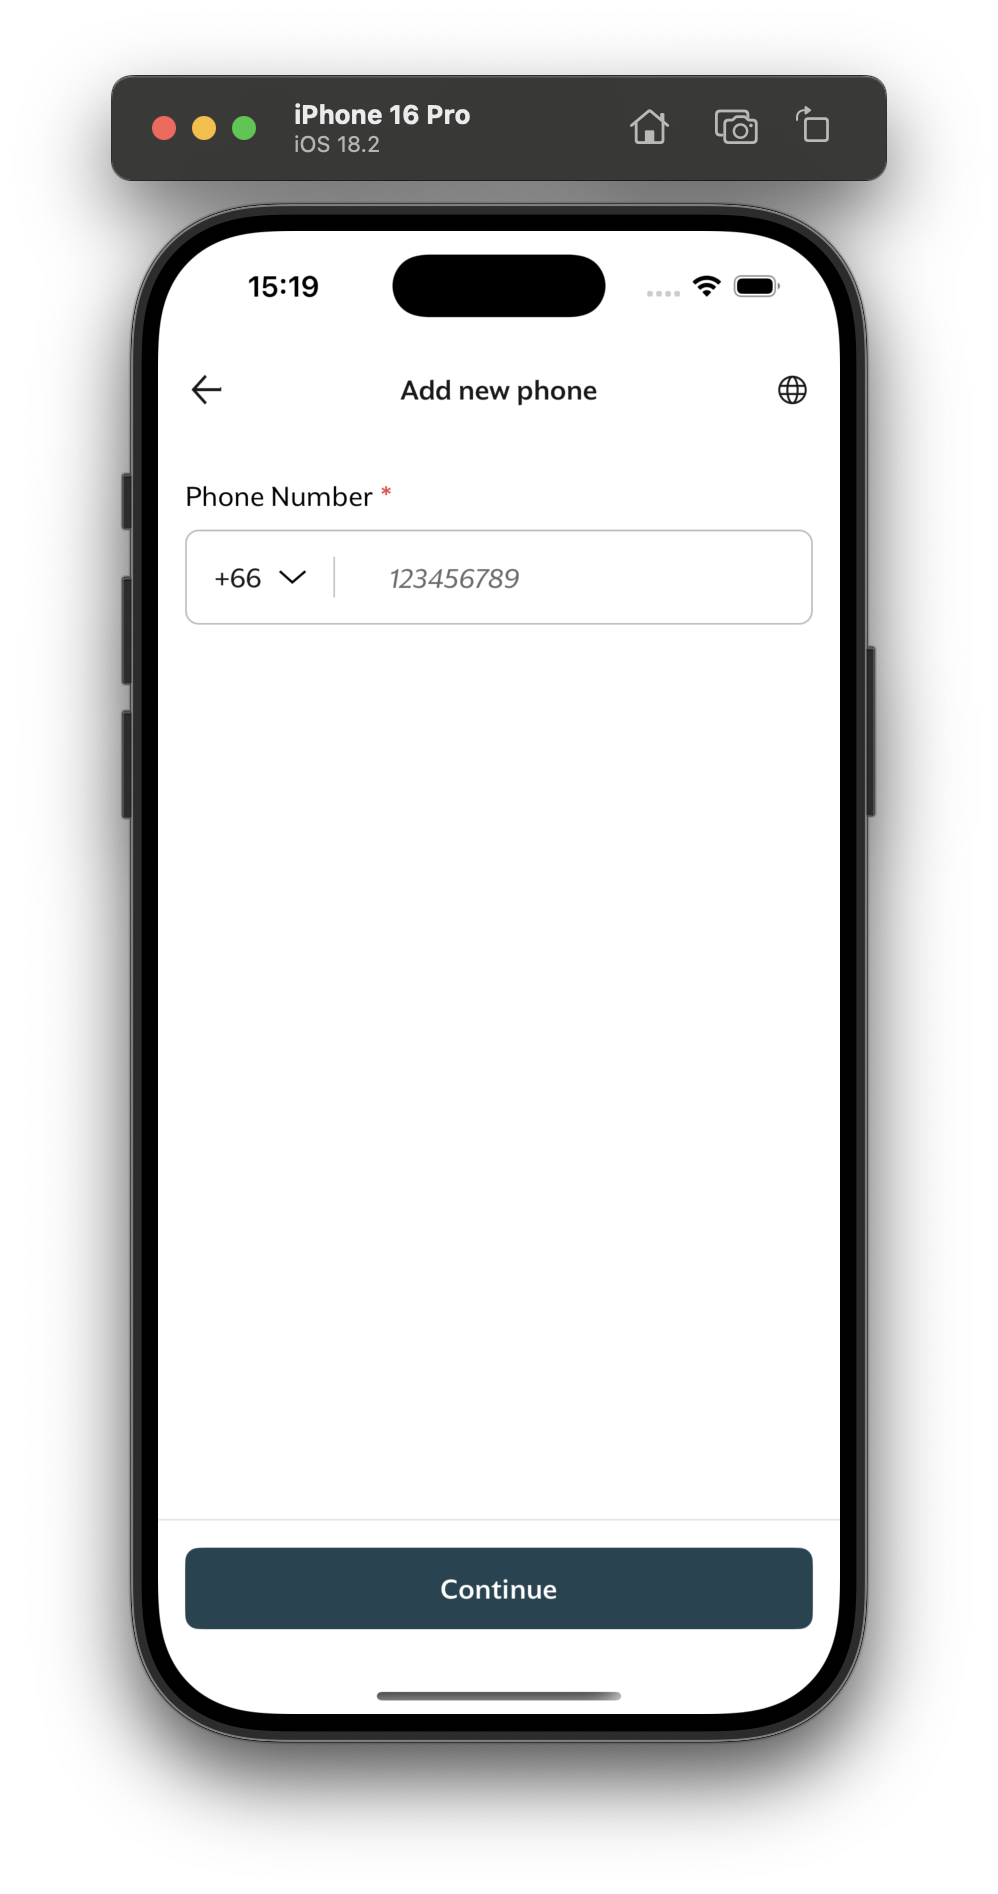 iPhone 16 Pro
iOS 18.2
15:19
Add new phone
Phone Number *
+66 123456789
Continue